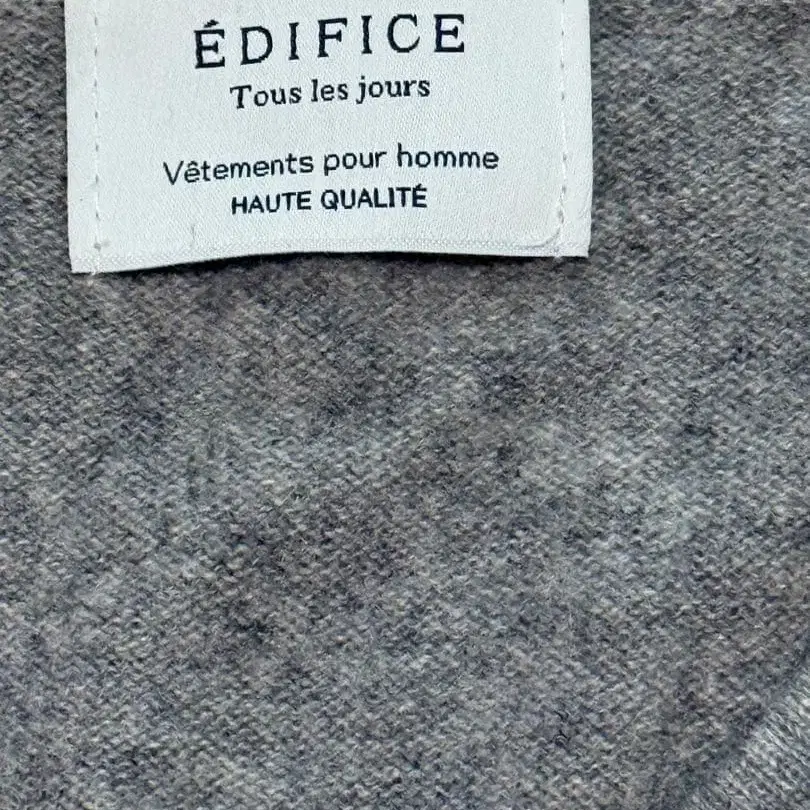 ÉDIFICE
Tous les jours
Vêtements pour homme
HAUTE QUALITÉ